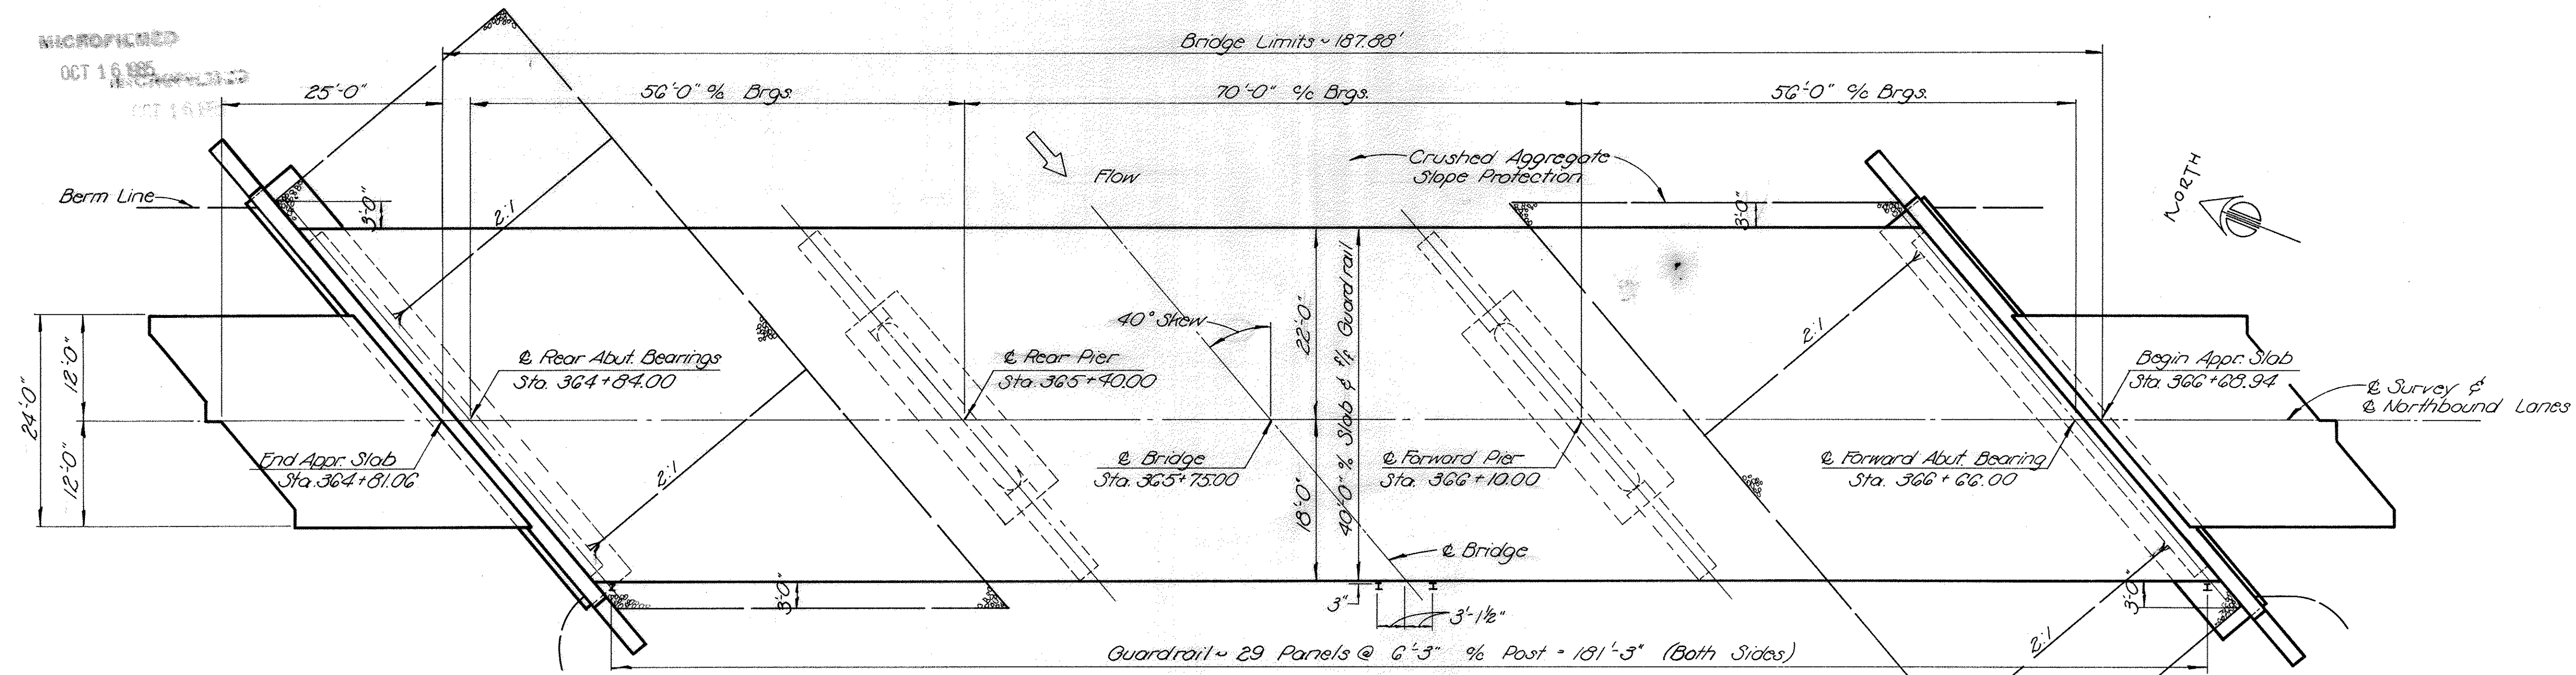 MICROFILMED
OCT 16 1985
MICROFILMED
OCT 16 1985
Bridge Limits ~ 187.88'
25'-0"
56'-0" c/c Brgs.
70'-0" c/c Brgs.
56'-0" c/c Brgs.
Crushed Aggregate
Slope Protection
Flow
NORTH
Berm Line
3'-0"
3'-0"
2:1
40° Skew
22'-0"
40'-0" o/o Slab & f/f Guardrail
2:1
24'-0"
12'-0"
12'-0"
℄ Rear Abut. Bearings
Sta. 364+84.00
℄ Rear Pier
Sta. 365+40.00
Begin Appr. Slab
Sta. 366+68.94
℄ Survey &
℄ Northbound Lanes
End Appr. Slab
Sta. 364+81.06
2:1
℄ Bridge
Sta. 365+75.00
18'-0"
℄ Forward Pier
Sta. 366+10.00
℄ Forward Abut. Bearing
Sta. 366+66.00
℄ Bridge
3'-0"
3"
3'-1½"
3'-0"
2:1
Guardrail ~ 29 Panels @ 6'-3" c/c Post = 181'-3" (Both Sides)